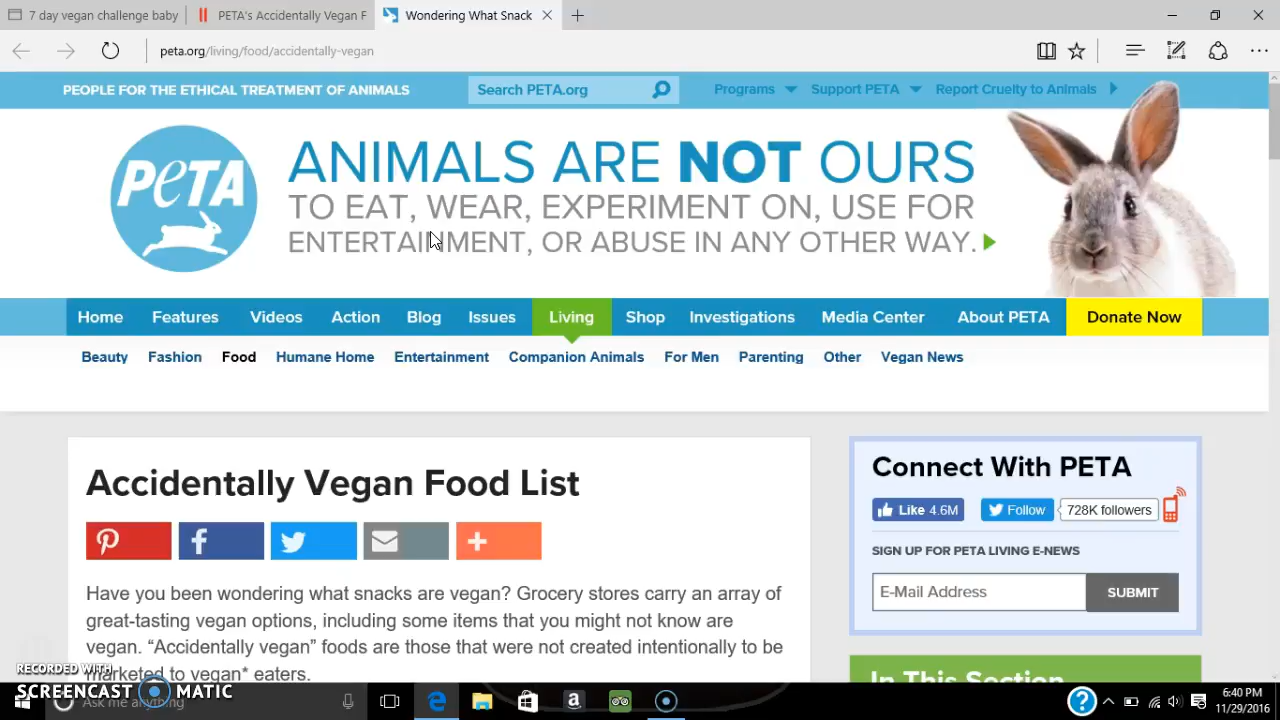 7 day vegan challenge baby
PETA's Accidentally Vegan F
Wondering What Snack
peta.org/living/food/accidentally-vegan
PEOPLE FOR THE ETHICAL TREATMENT OF ANIMALS
Search PETA.org
Programs
Support PETA
Report Cruelty to Animals
PeTA
ANIMALS ARE NOT OURS
TO EAT, WEAR, EXPERIMENT ON, USE FOR
ENTERTAINMENT, OR ABUSE IN ANY OTHER WAY.
Home
Features
Videos
Action
Blog
Issues
Living
Shop
Investigations
Media Center
About PETA
Donate Now
Beauty
Fashion
Food
Humane Home
Entertainment
Companion Animals
For Men
Parenting
Other
Vegan News
Accidentally Vegan Food List
Have you been wondering what snacks are vegan? Grocery stores carry an array of
great-tasting vegan options, including some items that you might not know are
vegan. “Accidentally vegan” foods are those that were not created intentionally to be
marketed to vegan* eaters.
Connect With PETA
Like 4.6M
Follow
728K followers
SIGN UP FOR PETA LIVING E-NEWS
E-Mail Address
SUBMIT
In This Section
RECORDED WITH
SCREENCAST MATIC
Ask me anything
6:40 PM
11/29/2016